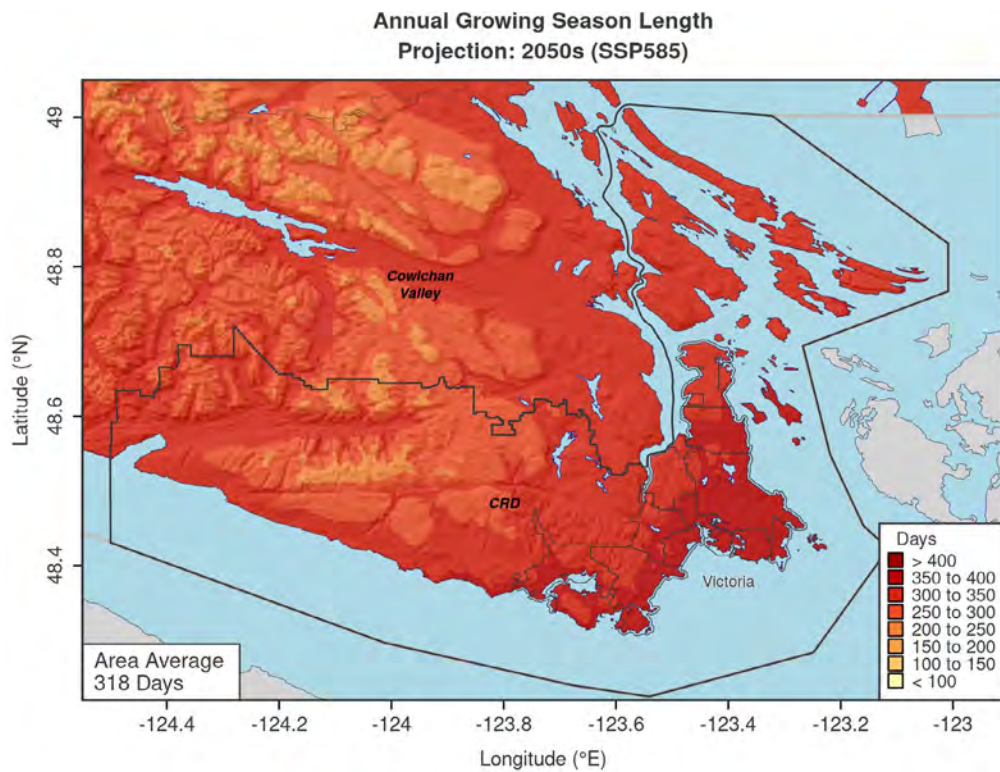 Annual Growing Season Length
Projection: 2050s (SSP585)
Latitude (°N)
49
48.8
48.6
48.4
Cowichan
Valley
CRD
Victoria
Days
> 400
350 to 400
300 to 350
250 to 300
200 to 250
150 to 200
100 to 150
< 100
Area Average
318 Days
-124.4
-124.2
-124
-123.8
-123.6
-123.4
-123.2
-123
Longitude (°E)